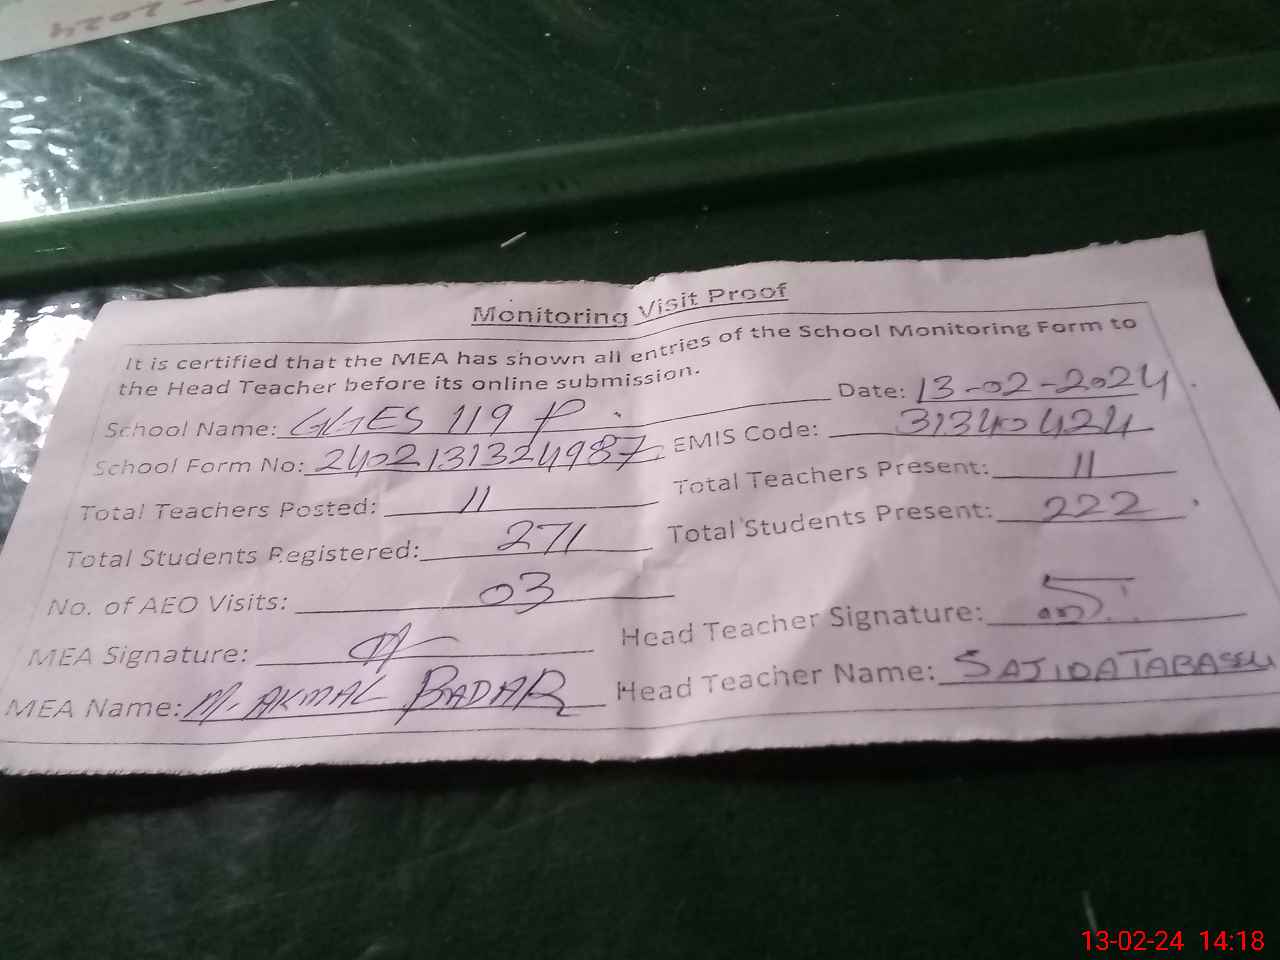 2024
Monitoring Visit Proof
It is certified that the MEA has shown all entries of the School Monitoring Form to
the Head Teacher before its online submission.
Date: 13-02-2024
School Name: GGES 119 P
EMIS Code: 31340424
School Form No: 2402131324987
Total Teachers Present: 11
Total Teachers Posted: 11
Total Students Present: 222
Total Students Registered: 271
No. of AEO Visits: 03
Head Teacher Signature:
MEA Signature:
Head Teacher Name: SAJIDA TABASSU
MEA Name: M. AKMAL BADAR
13-02-24 14:18